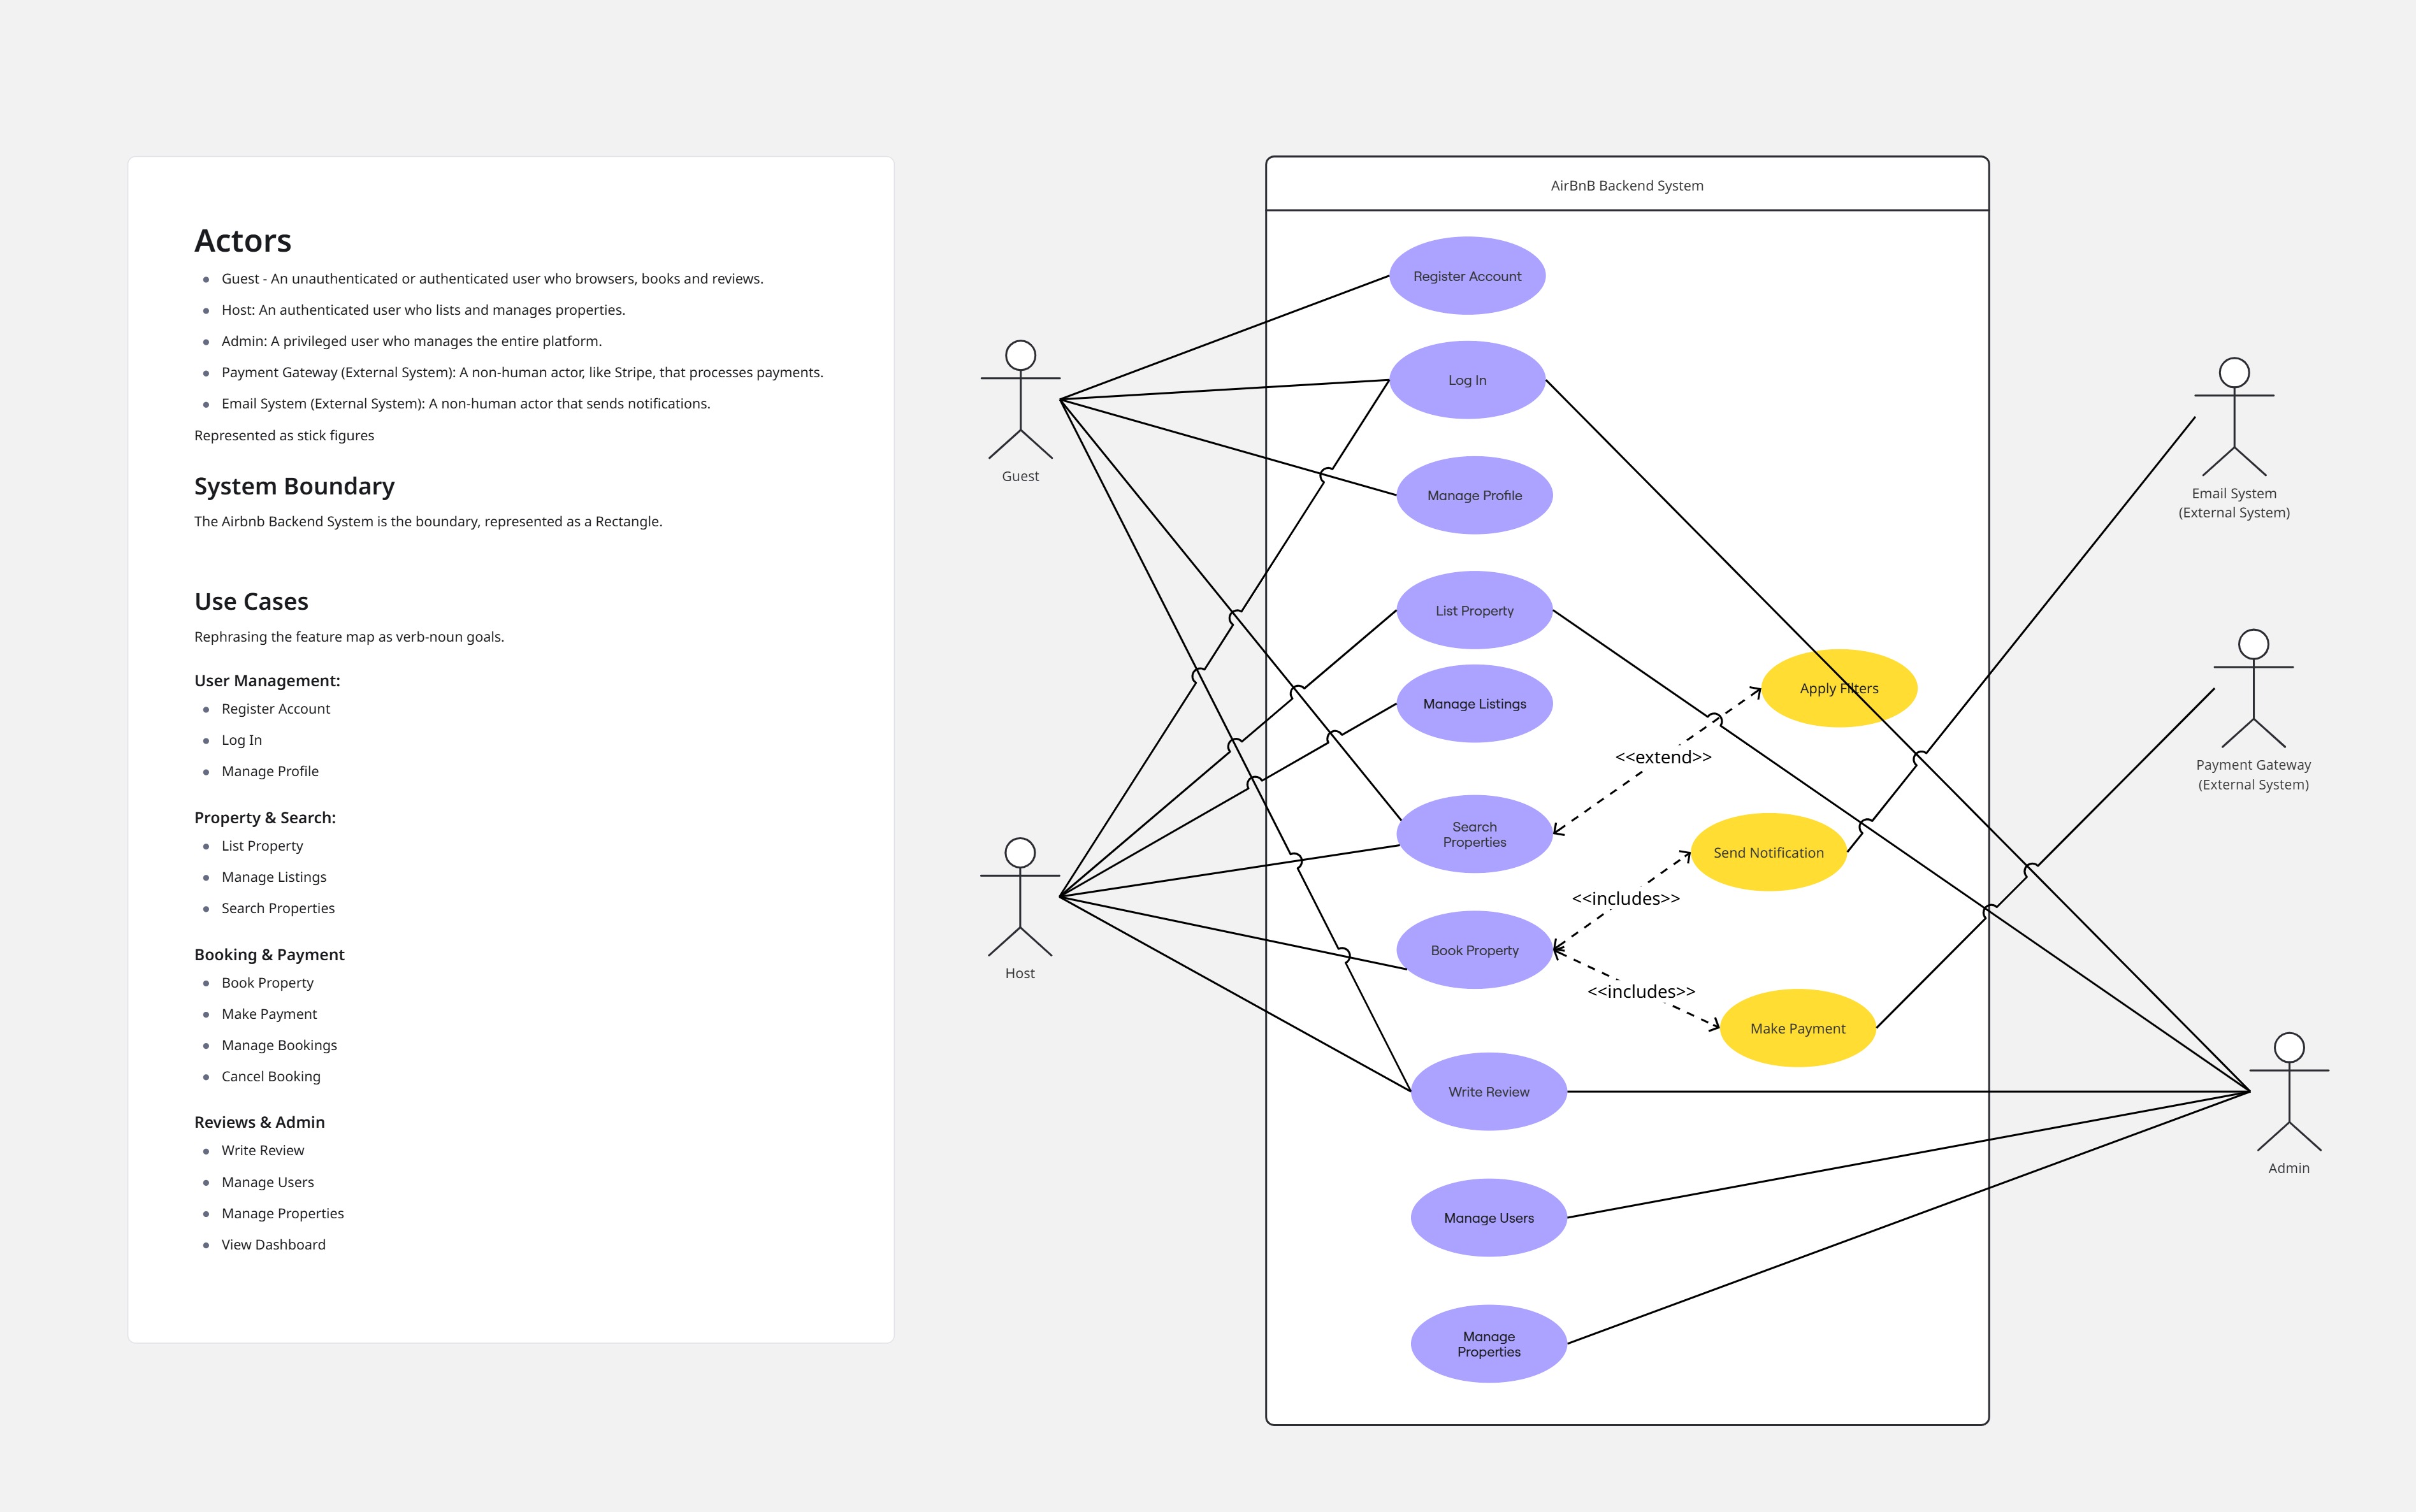 Actors
Guest - An unauthenticated or authenticated user who browsers, books and reviews.
Host: An authenticated user who lists and manages properties.
Admin: A privileged user who manages the entire platform.
Payment Gateway (External System): A non-human actor, like Stripe, that processes payments.
Email System (External System): A non-human actor that sends notifications.
Represented as stick figures
System Boundary
The Airbnb Backend System is the boundary, represented as a Rectangle.
Use Cases
Rephrasing the feature map as verb-noun goals.
User Management:
Register Account
Log In
Manage Profile
Property & Search:
List Property
Manage Listings
Search Properties
Booking & Payment
Book Property
Make Payment
Manage Bookings
Cancel Booking
Reviews & Admin
Write Review
Manage Users
Manage Properties
View Dashboard
Guest
Host
AirBnB Backend System
Register Account
Log In
Manage Profile
List Property
Manage Listings
Search
Properties
Book Property
Write Review
Manage Users
Manage
Properties
Apply Filters
<<extend>>
Send Notification
<<includes>>
<<includes>>
Make Payment
Email System
(External System)
Payment Gateway
(External System)
Admin